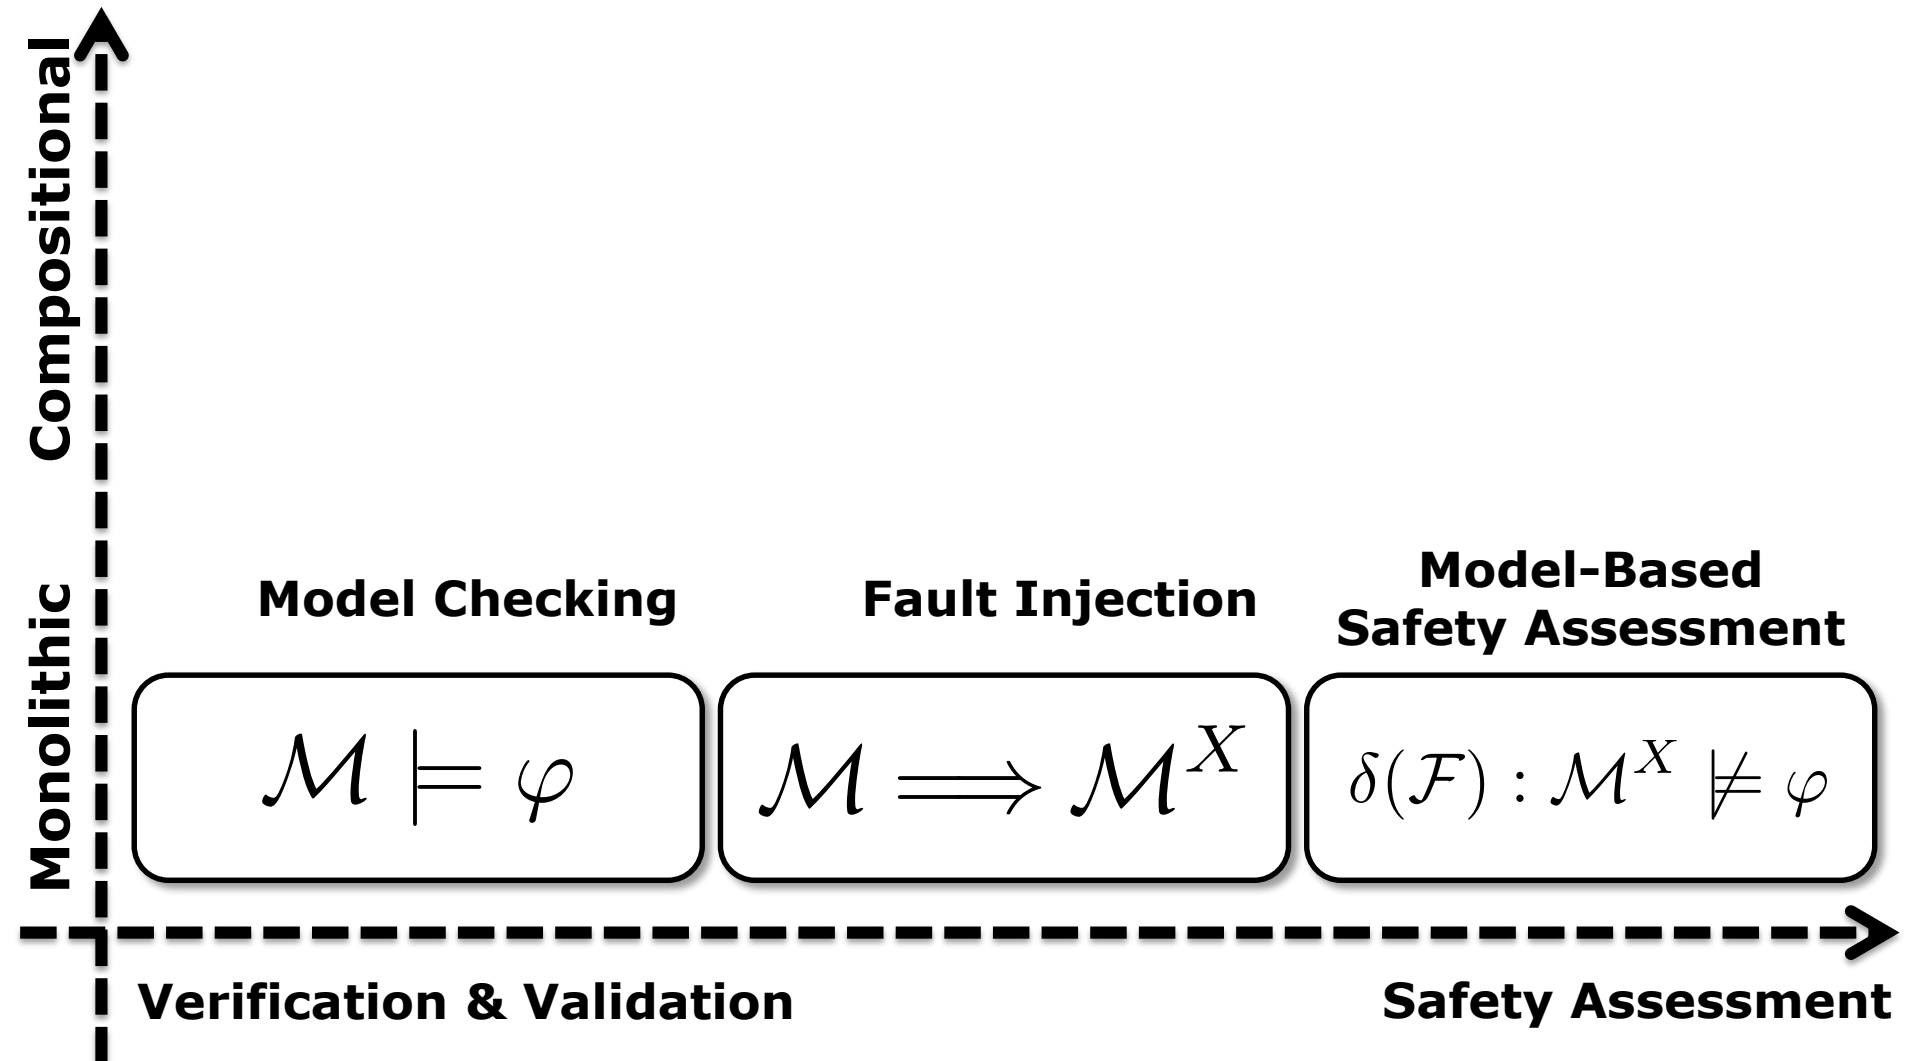 Compositional
Monolithic
Model Checking
Fault Injection
Model-Based
Safety Assessment
ℳ ⊨ φ
ℳ ⟹ ℳ^X
δ(ℱ) : ℳ^X ⊭ φ
Verification & Validation
Safety Assessment